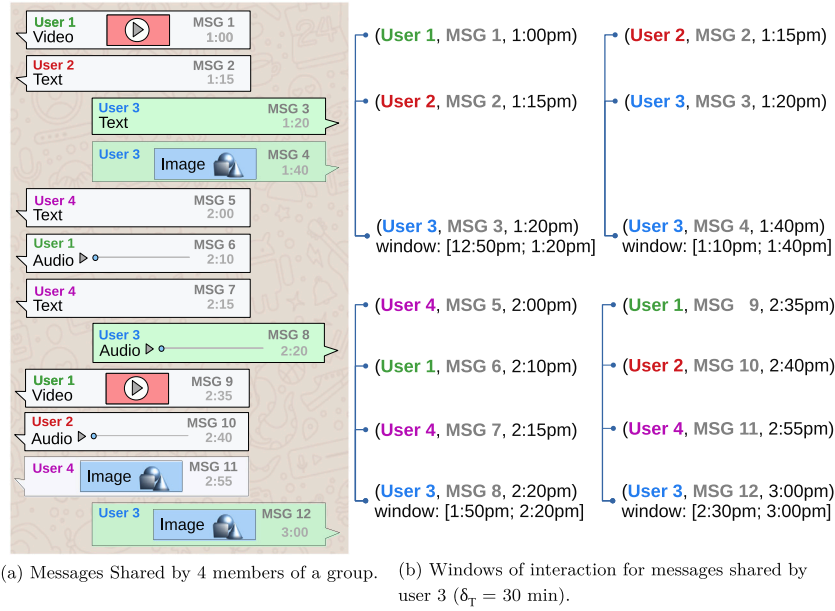 User 1
Video
MSG 1
1:00
User 2
Text
MSG 2
1:15
User 3
Text
MSG 3
1:20
User 3
Image
MSG 4
1:40
User 4
Text
MSG 5
2:00
User 1
Audio
MSG 6
2:10
User 4
Text
MSG 7
2:15
User 3
Audio
MSG 8
2:20
User 1
Video
MSG 9
2:35
User 2
Audio
MSG 10
2:40
User 4
Image
MSG 11
2:55
User 3
Image
MSG 12
3:00
(a) Messages Shared by 4 members of a group.
(User 1, MSG 1, 1:00pm)
(User 2, MSG 2, 1:15pm)
(User 3, MSG 3, 1:20pm)
window: [12:50pm; 1:20pm]
(User 2, MSG 2, 1:15pm)
(User 3, MSG 3, 1:20pm)
(User 3, MSG 4, 1:40pm)
window: [1:10pm; 1:40pm]
(User 4, MSG 5, 2:00pm)
(User 1, MSG 6, 2:10pm)
(User 4, MSG 7, 2:15pm)
(User 3, MSG 8, 2:20pm)
window: [1:50pm; 2:20pm]
(User 1, MSG 9, 2:35pm)
(User 2, MSG 10, 2:40pm)
(User 4, MSG 11, 2:55pm)
(User 3, MSG 12, 3:00pm)
window: [2:30pm; 3:00pm]
(b) Windows of interaction for messages shared by
user 3 (δT = 30 min).